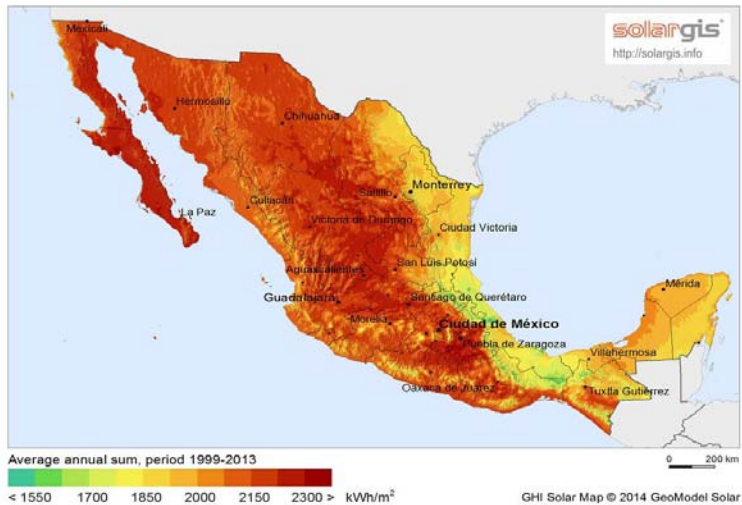 solargis
http://solargis.info
Mexicali
Hermosillo
Chihuahua
Monterrey
Saltillo
Culiacán
La Paz
Victoria de Durango
Ciudad Victoria
San Luis Potosí
Aguascalientes
Mérida
Guadalajara
Santiago de Querétaro
Morelia
Ciudad de México
Puebla de Zaragoza
Villahermosa
Oaxaca de Juárez
Tuxtla Gutiérrez
Average annual sum, period 1999-2013
0 200 km
< 1550 1700 1850 2000 2150 2300 > kWh/m²
GHI Solar Map © 2014 GeoModel Solar